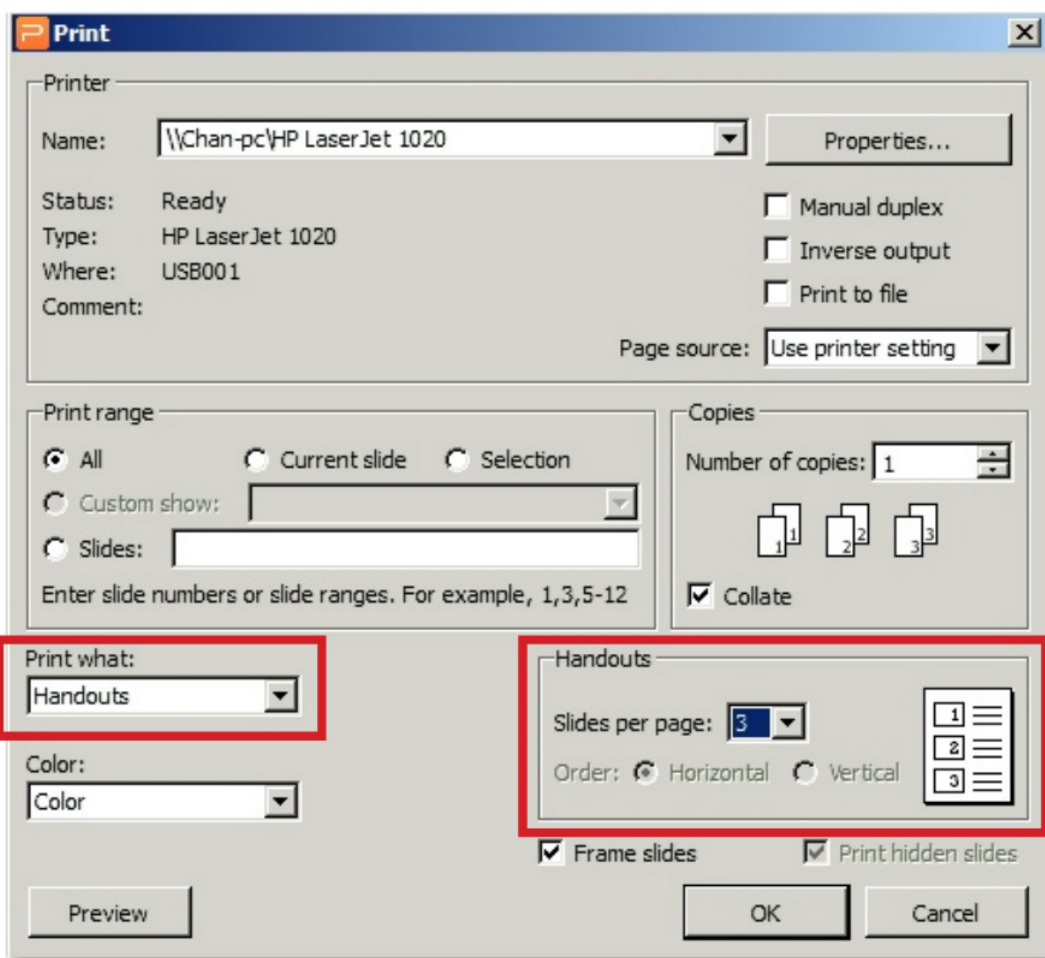 Print
Printer
Name: \\Chan-pc\HP LaserJet 1020 Properties...
Status: Ready
Type: HP LaserJet 1020
Where: USB001
Comment:
Manual duplex
Inverse output
Print to file
Page source: Use printer setting
Print range
All Current slide Selection
Custom show:
Slides:
Enter slide numbers or slide ranges. For example, 1,3,5-12
Copies
Number of copies: 1
1 1 2 2 3 3
Collate
Print what:
Handouts
Color:
Color
Handouts
Slides per page: 3
Order: Horizontal Vertical
1
2
3
Frame slides Print hidden slides
Preview OK Cancel